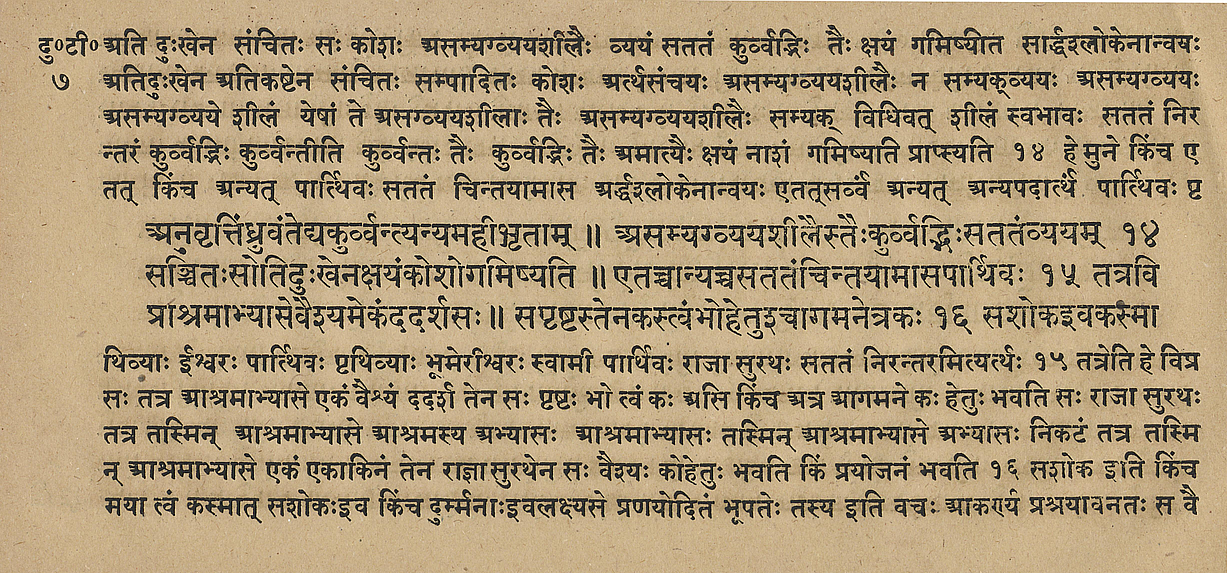 दु॰टी॰ अति दुःखेन संचितः सः कोशः असम्यग्व्ययशीलैः व्ययं सततं कुर्व्वद्भिः तैः क्षयं गमिष्यीत सार्द्धश्लोकेनान्वयः
७ अतिदुःखेन अतिकष्टेन संचितः सम्पादितः कोशः अर्त्थसंचयः असम्यग्व्ययशीलैः न सम्यक्व्ययः असम्यग्व्ययः
असम्यग्व्यये शीलं येषां ते असग्व्ययशीलाः तैः असम्यग्व्ययशीलैः सम्यक् विधिवत् शीलं स्वभावः सततं निर
न्तरं कुर्व्वद्भिः कुर्व्वन्तीति कुर्व्वन्तः तैः कुर्व्वद्भिः तैः अमात्यैः क्षयं नाशं गमिष्यति प्राप्स्यति १४ हे मुने किंच ए
तत् किंच अन्यत् पार्त्थिवः सततं चिन्तयामास अर्द्धश्लोकेनान्वयः एतत्सर्व्वं अन्यत् अन्यपदार्त्थं पार्त्थिवः पृ
अनुवृत्तिंध्रुवंतेद्यकुर्व्वन्त्यन्यमहीभृताम् ॥ असम्यग्व्ययशीलैस्तैःकुर्व्वद्भिःसततंव्ययम् १४
सञ्चितःसोतिदुःखेनक्षयंकोशोगमिष्यति ॥ एतच्चान्यच्चसततंचिन्तयामासपार्थिवः १५ तत्रवि
प्राश्रमाभ्यासेवैश्यमेकंददर्शसः ॥ सपृष्टस्तेनकस्त्वंभोहेतुश्चागमनेत्रकः १६ सशोकइवकस्मा
थिव्याः ईश्वरः पार्त्थिवः पृथिव्याः भूमेरीश्वरः स्वामी पार्थिवः राजा सुरथः सततं निरन्तरमित्यर्त्थः १५ तत्रेति हे विप्र
सः तत्र आश्रमाभ्यासे एकं वैश्यं ददर्श तेन सः पृष्टः भो त्वं कः असि किंच अत्र आगमने कः हेतुः भवति सः राजा सुरथः
तत्र तस्मिन् आश्रमाभ्यासे आश्रमस्य अभ्यासः आश्रमाभ्यासः तस्मिन् आश्रमाभ्यासे अभ्यासः निकटं तत्र तस्मि
न् आश्रमाभ्यासे एकं एकाकिनं तेन राज्ञा सुरथेन सः वैश्यः कोहेतुः भवति किं प्रयोजनं भवति १६ सशोक इति किंच
मया त्वं कस्मात् सशोकःइव किंच दुर्म्मनाःइवलक्ष्यसे प्रणयोदितं भूपतेः तस्य इति वचः आकर्ण्य प्रश्रयावनतः स वै